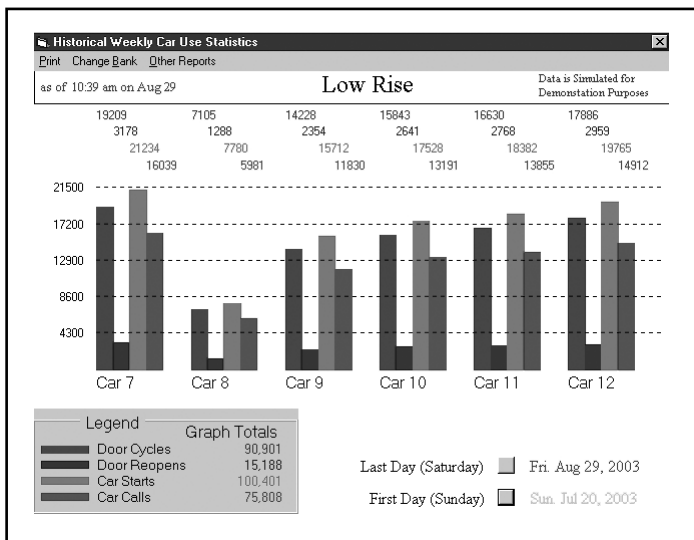 Historical Weekly Car Use Statistics
Print Change Bank Other Reports
as of 10:39 am on Aug 29
Low Rise
Data is Simulated for
Demonstation Purposes
19209 7105 14228 15843 16630 17886
3178 1288 2354 2641 2768 2959
21234 7780 15712 17528 18382 19765
16039 5981 11830 13191 13855 14912
21500
17200
12900
8600
4300
Car 7 Car 8 Car 9 Car 10 Car 11 Car 12
Legend Graph Totals
Door Cycles 90,901
Door Reopens 15,188
Car Starts 100,401
Car Calls 75,808
Last Day (Saturday) Fri. Aug 29, 2003
First Day (Sunday) Sun. Jul 20, 2003